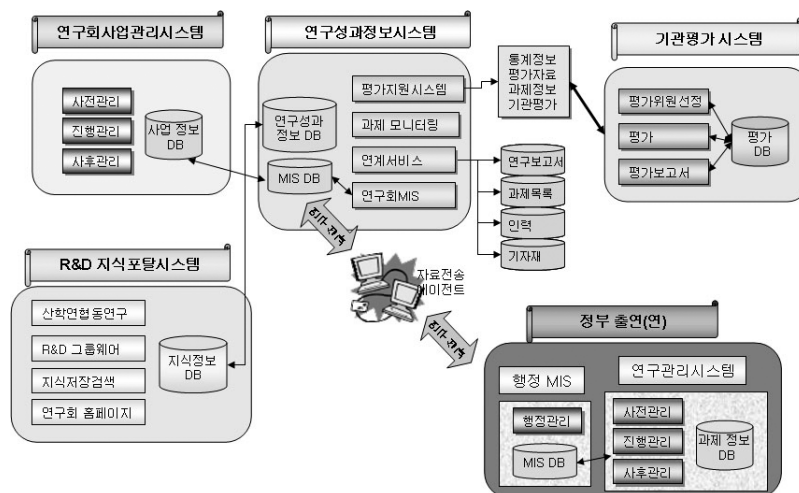 연구회사업관리시스템
사전관리
진행관리
사후관리
사업 정보
DB
연구성과정보시스템
연구성과
정보 DB
MIS DB
평가지원시스템
과제 모니터링
연계서비스
연구회MIS
통계정보
평가자료
과제정보
기관평가
연구보고서
과제목록
인력
기자재
기관평가 시스템
평가위원선정
평가
평가보고서
평가
DB
R&D 지식포탈시스템
산학연협동연구
R&D 그룹웨어
지식저장검색
연구회 홈페이지
지식정보
DB
자료전송
에이전트
정부 출연(연)
행정 MIS
행정관리
MIS DB
연구관리시스템
사전관리
진행관리
사후관리
과제 정보
DB